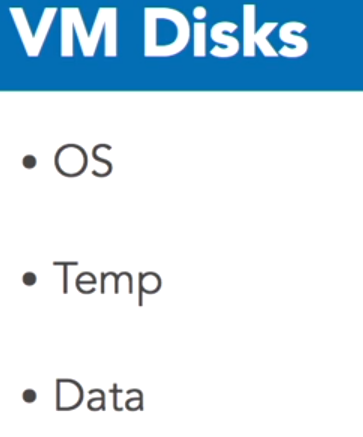 VM Disks
• OS
• Temp
• Data